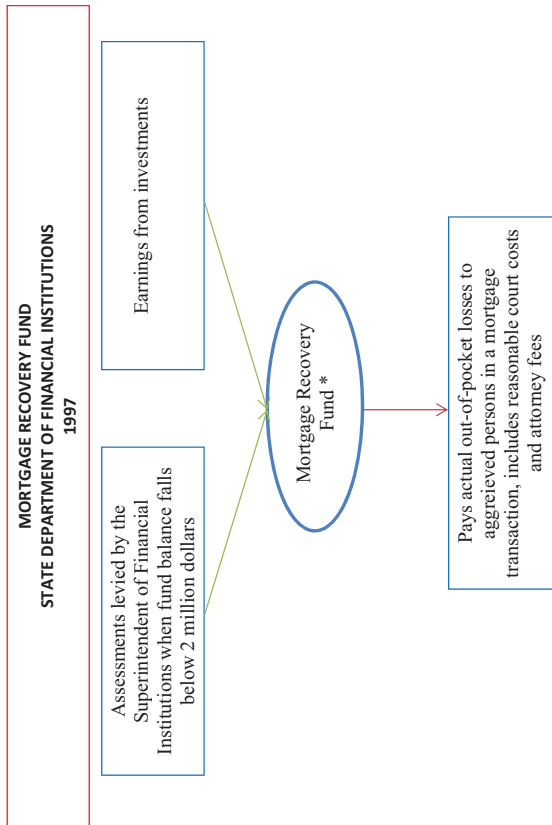 MORTGAGE RECOVERY FUND
STATE DEPARTMENT OF FINANCIAL INSTITUTIONS
1997
Assessments levied by the
Superintendent of Financial
Institutions when fund balance falls
below 2 million dollars
Earnings from investments
Mortgage Recovery
Fund *
Pays actual out-of-pocket losses to
aggreieved persons in a mortgage
transaction, includes reasonable court costs
and attorney fees